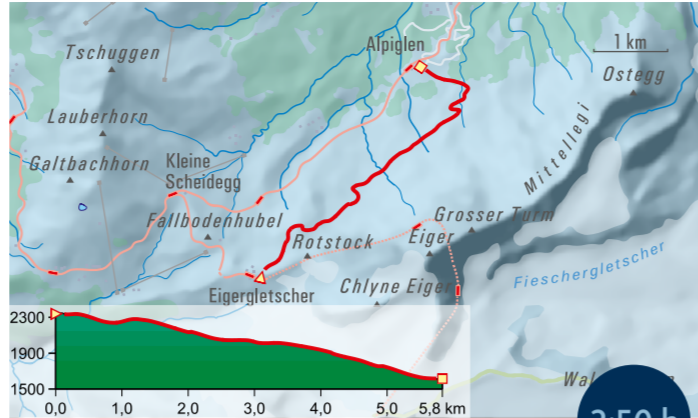 Alpiglen
1 km
Tschuggen
Ostegg
Lauberhorn
Mittellegi
Galtbachhorn
Kleine
Scheidegg
Fallbodenhubel
Grosser Turm
Rotstock
Eiger
Fieschergletscher
Eigergletscher
Chlyne Eiger
2300
1900
1500
0,0 1,0 2,0 3,0 4,0 5,0 5,8 km